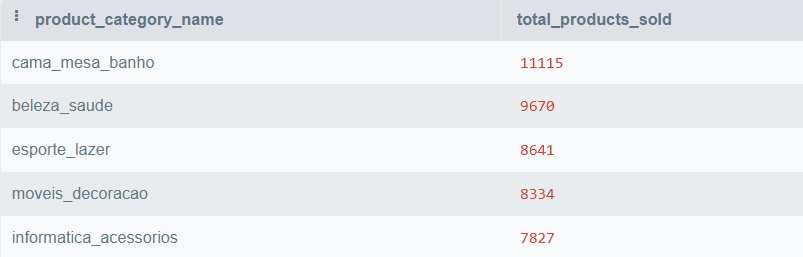 product_category_name total_products_sold
cama_mesa_banho 11115
beleza_saude 9670
esporte_lazer 8641
moveis_decoracao 8334
informatica_acessorios 7827